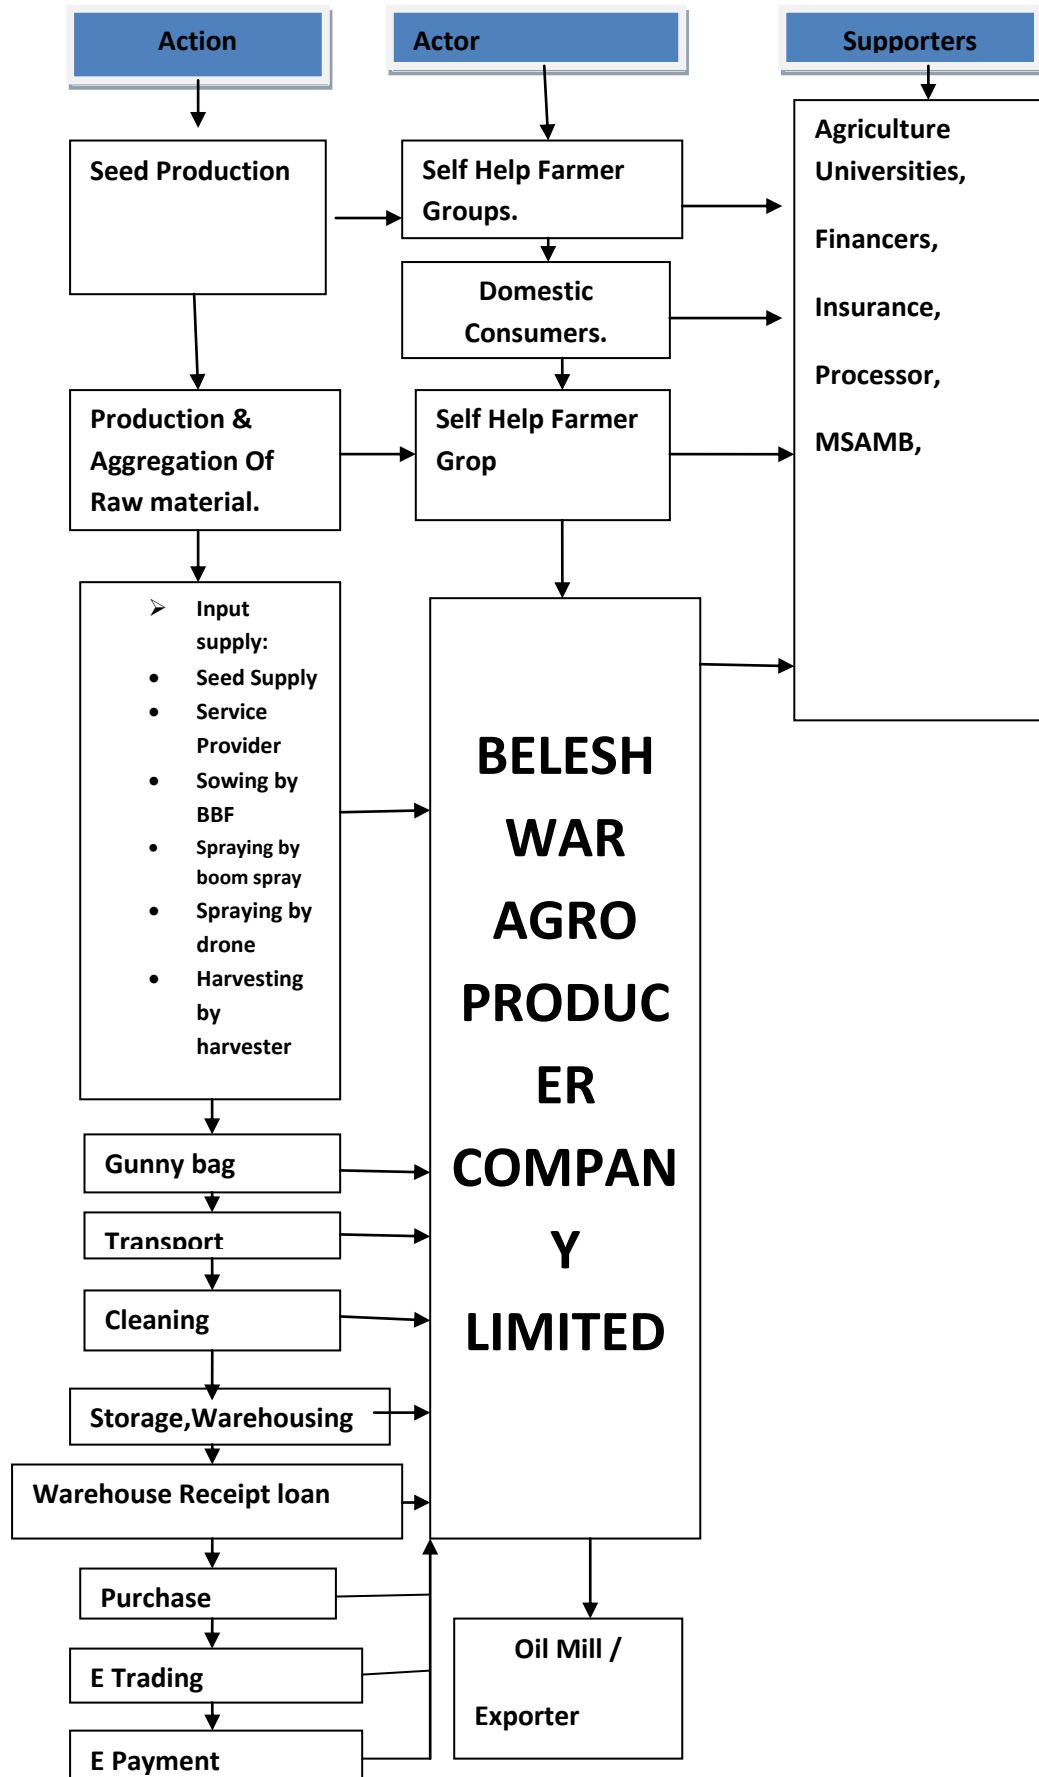 Action
Actor
Supporters
Seed Production
Self Help Farmer
Groups.
Agriculture
Universities,
Financers,
Insurance,
Processor,
MSAMB,
Domestic
Consumers.
Production &
Aggregation Of
Raw material.
Self Help Farmer
Grop
➢ Input
supply:
• Seed Supply
• Service
Provider
• Sowing by
BBF
• Spraying by
boom spray
• Spraying by
drone
• Harvesting
by
harvester
BELESH
WAR
AGRO
PRODUC
ER
COMPAN
Y
LIMITED
Gunny bag
Transport
Cleaning
Storage,Warehousing
Warehouse Receipt loan
Purchase
E Trading
E Payment
Oil Mill /
Exporter